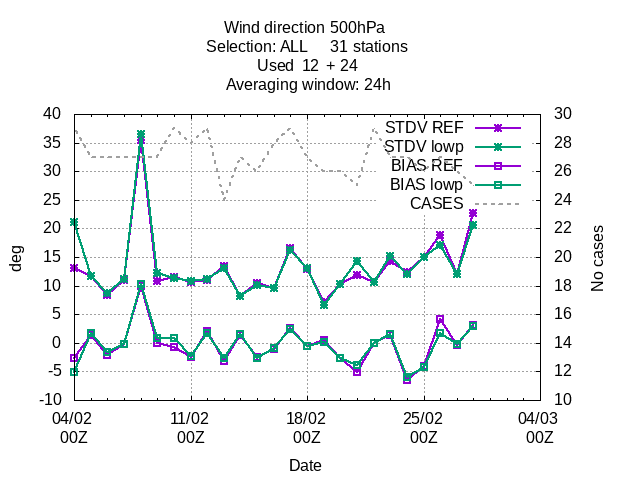 Wind direction 500hPa
Selection: ALL 31 stations
Used 12 + 24
Averaging window: 24h
40 30
35 STDV REF 28
30 STDV lowp 26
25 BIAS REF 24
20 BIAS lowp 22
15 CASES 20
10 18
5 16
0 14
-5 12
-10 10
deg
No cases
04/02 11/02 18/02 25/02 04/03
00Z 00Z 00Z 00Z 00Z
Date